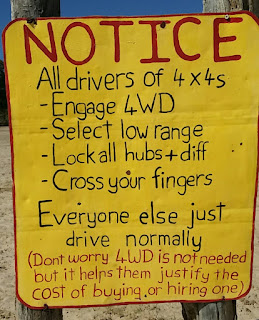 NOTICE
All drivers of 4x4s
- Engage 4WD
- Select low range
- Lock all hubs + diff
- Cross your fingers
Everyone else just
drive normally
(Dont worry 4WD is not needed
but it helps them justify the
cost of buying or hiring one)